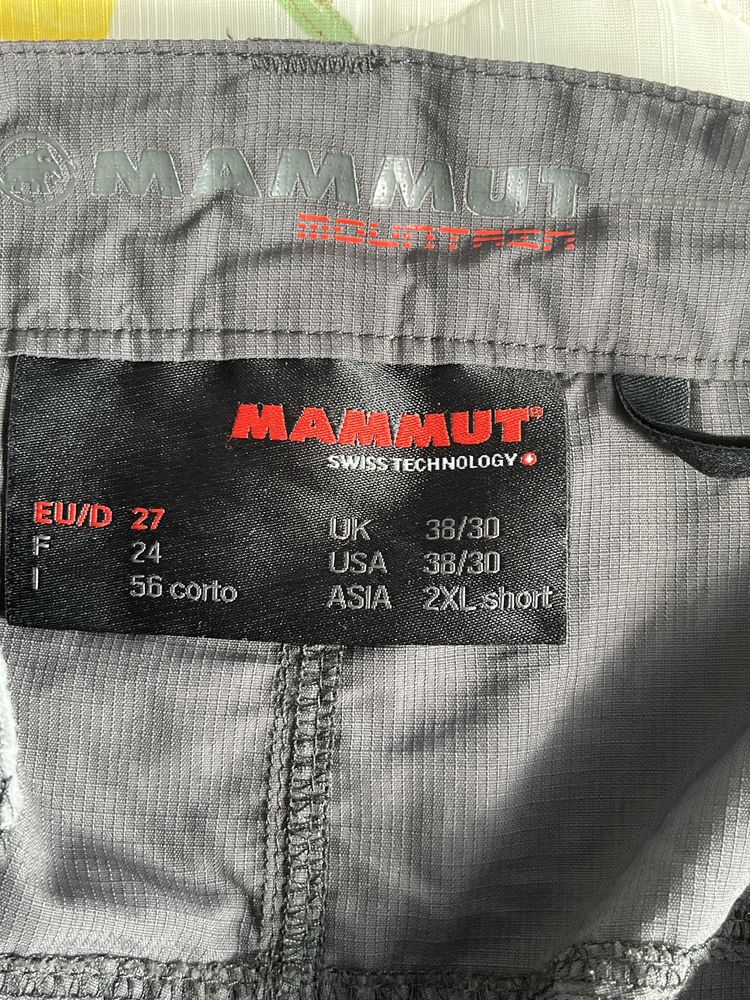 MAMMUT
MOUNTAIN
MAMMUT®
SWISS TECHNOLOGY
EU/D 27
F 24
I 56 corto
UK 38/30
USA 38/30
ASIA 2XL short